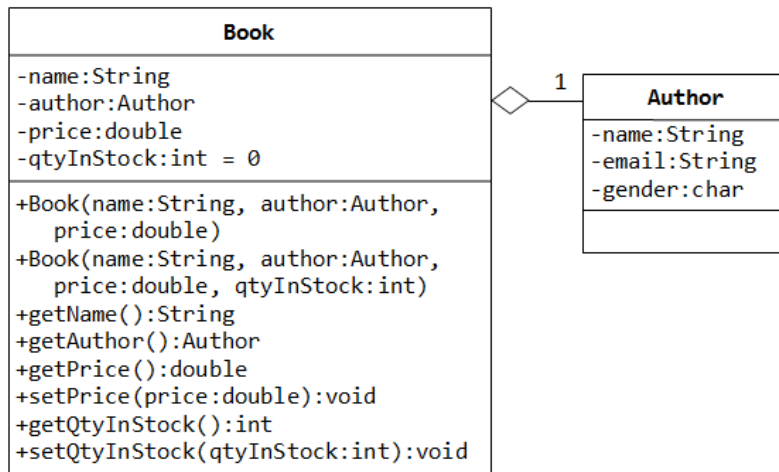 Book
-name:String
-author:Author
-price:double
-qtyInStock:int = 0
+Book(name:String, author:Author,
price:double)
+Book(name:String, author:Author,
price:double, qtyInStock:int)
+getName():String
+getAuthor():Author
+getPrice():double
+setPrice(price:double):void
+getQtyInStock():int
+setQtyInStock(qtyInStock:int):void
1
Author
-name:String
-email:String
-gender:char